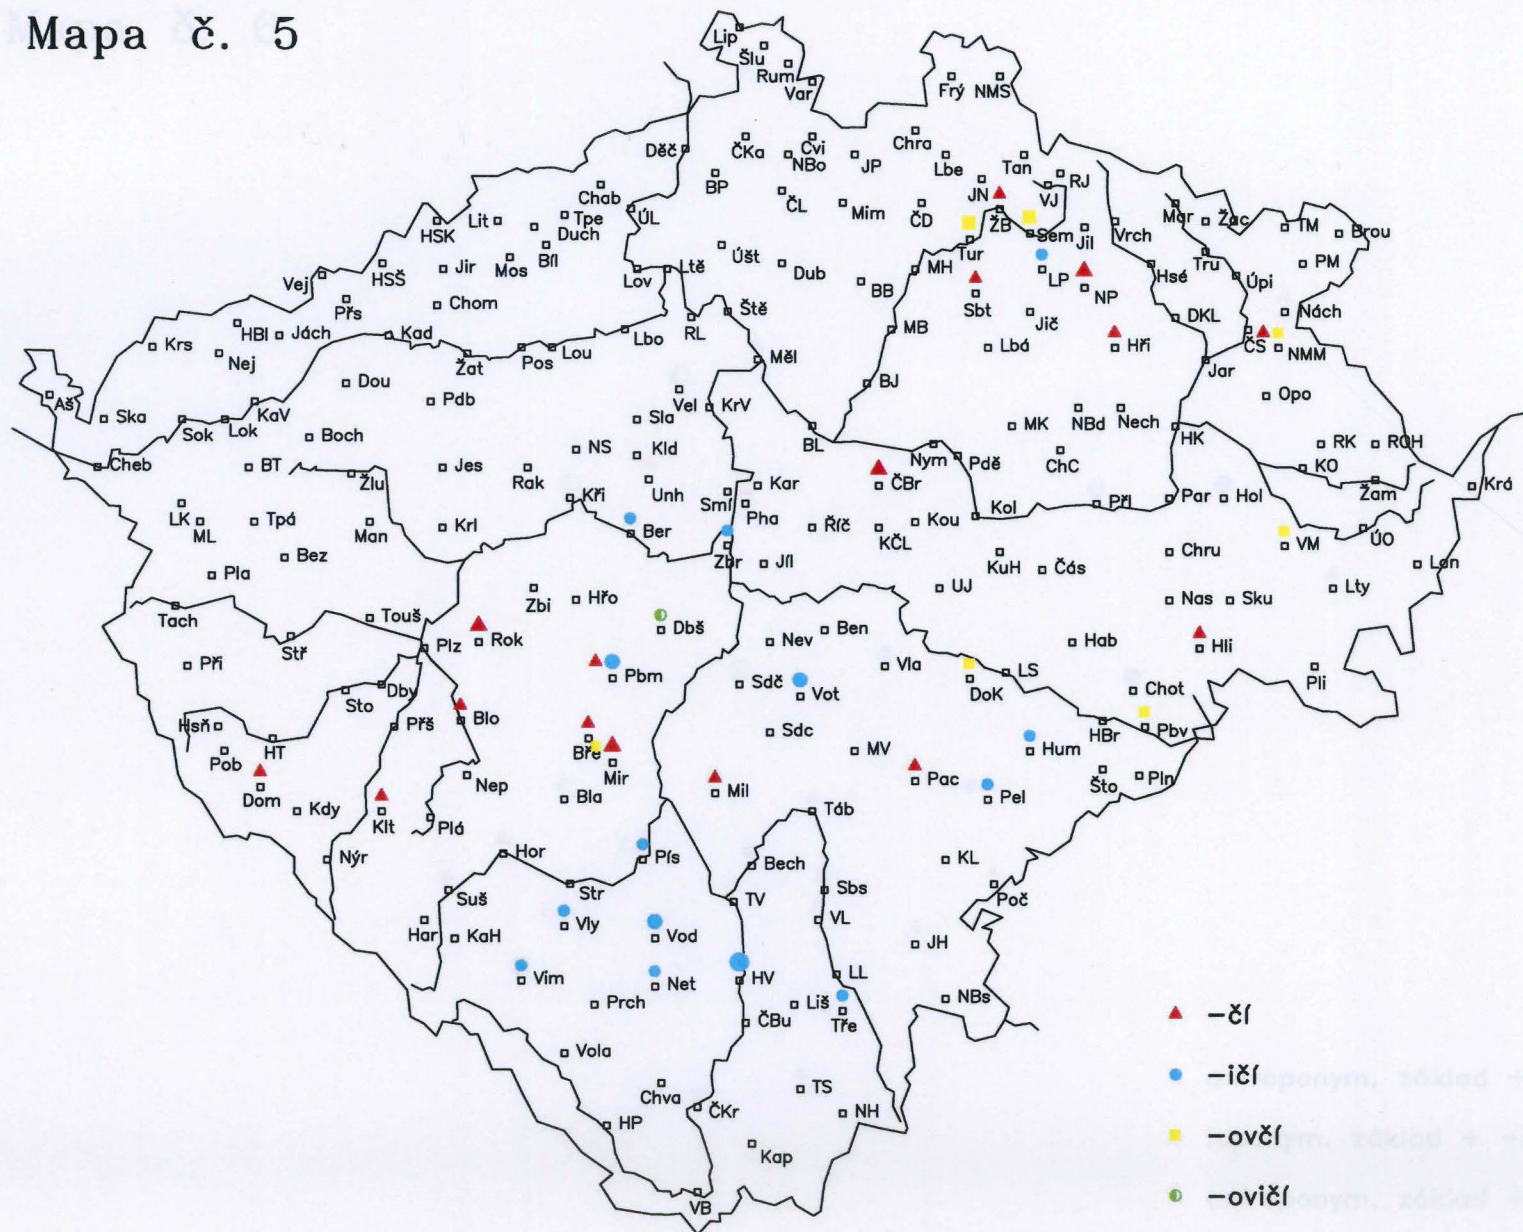 Mapa č. 5
Lip
Šlu
Rum
Var
Frý NMS
Děč ČKa Cvi NBo JP Chra Lbe Tan
BP ČL Mim ČD JN VJ RJ
Chab ÚL
HSK Lit Tpe Duch Bíl
ŽB Sem Jil Vrch Mar Žac TM Brou
Tur
Vej HSŠ Jir Mos Lov Ltě Úšt Dub BB MH LP Hsé Tru PM
Přs Chom Sbt NP Úpi
Krs HBl Jách Kad RL Ště MB Jič DKL Nách
Nej Žat Pos Lou Lbo Měl Lbá Hři ČS NMM
Jar
Aš Dou Vel BJ Opo
Ska Sok Lok KaV Pdb Sla KrV BL MK NBd Nech HK
Boch NS Kld Nym Pdě ChC RK ROH
Cheb BT Žlu Jes Rak Unh Smí Kar ČBr KO Žam Krá
Kři Pha Kol Přl Par Hol
LK ML Tpá Man Krl Ber Říč KČL Kou ÚO
Bez Zbr Jíl KuH Čás Chru VM Lan
Pla Zbi Hřo UJ Nas Sku Lty
Tach Touš Dbš Nev Ben Hab Hli
Stř Plz Rok
Při Pbm Sdč Vot Vla DoK LS Pli
Sto Dby Chot
Hsň Přš Blo Bře Sdc HBr Pbv
HT Pob Mir MV Hum
Dom Nep Mil Pac Što Pln
Kdy Klt Plá Bla Táb Pel
Nýr Hor Pís Bech KL
Suš Str Sbs Poč
Har KaH Vly Vod TV VL JH
Vim Net HV LL
Prch Liš Tře NBs
ČBu
Vola
Chva TS
HP ČKr NH
Kap
VB
-čí
-ičí
-ovčí
-ovičí